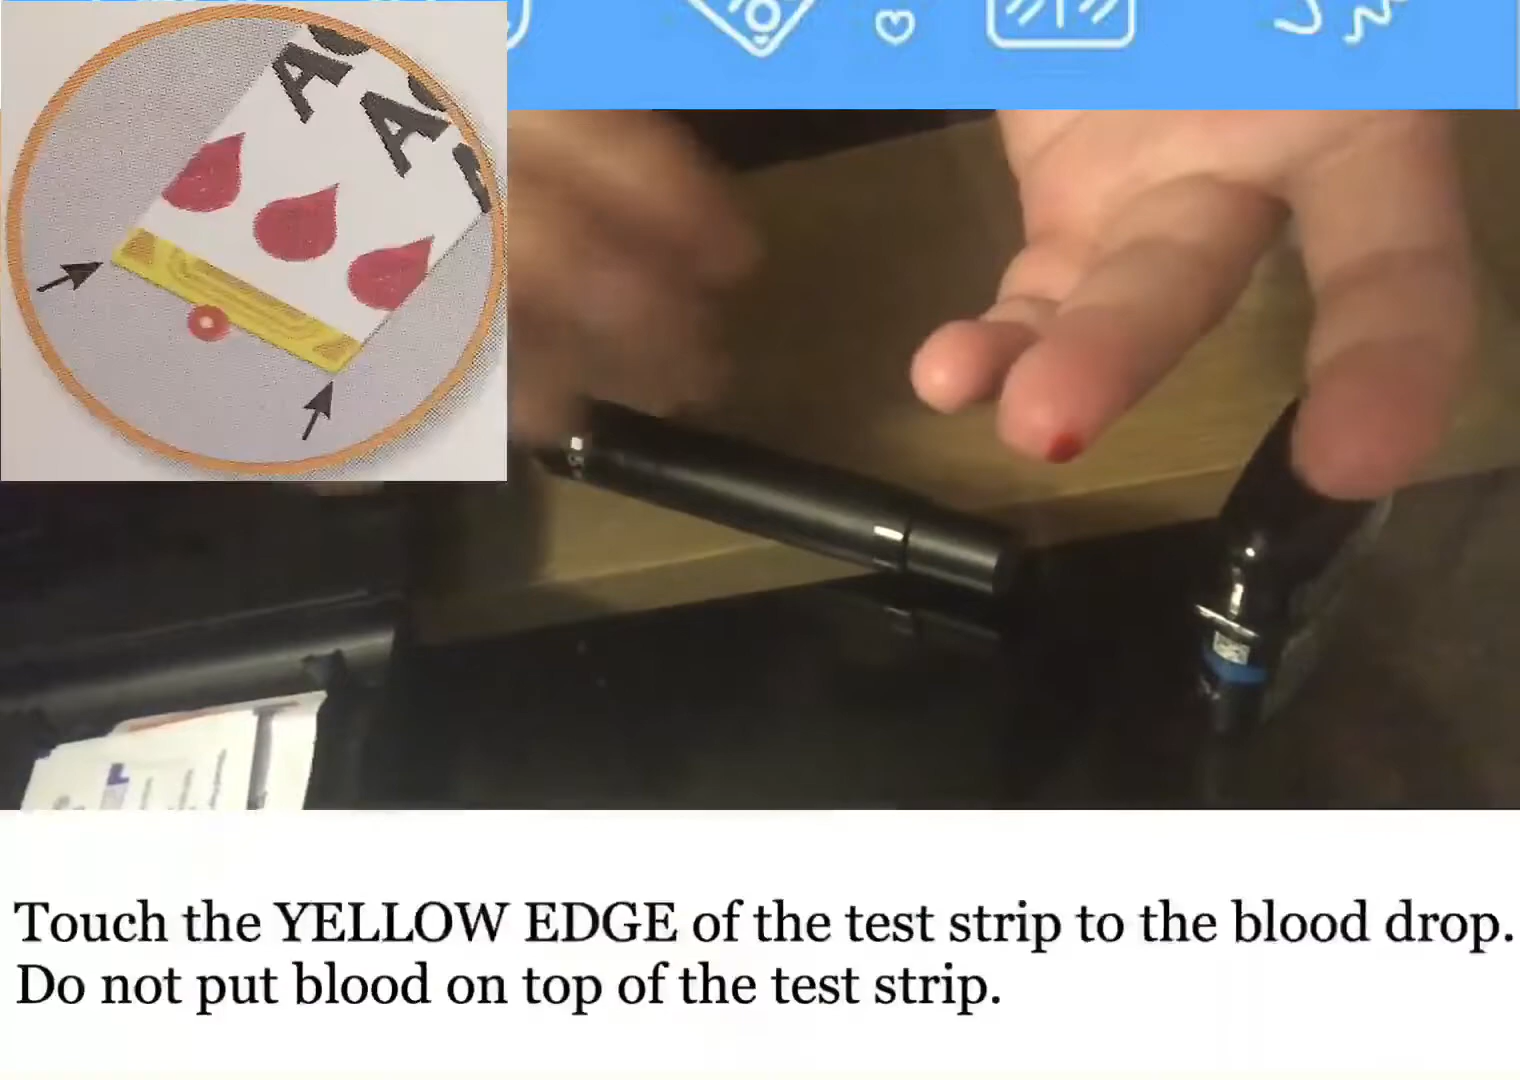 Touch the YELLOW EDGE of the test strip to the blood drop.
Do not put blood on top of the test strip.